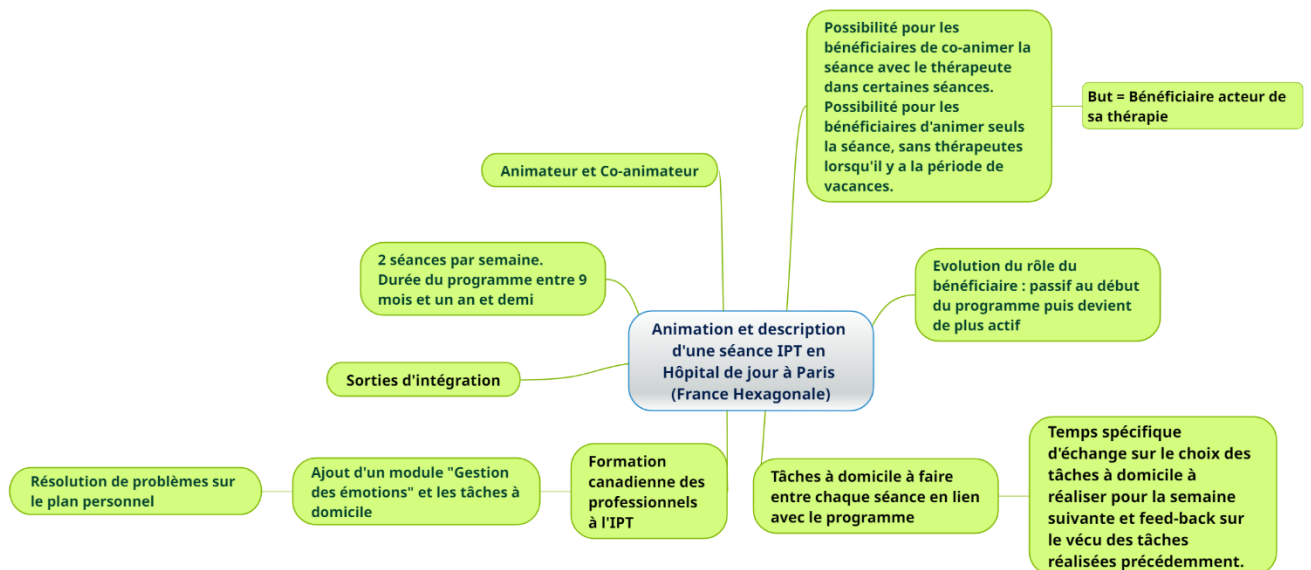 Possibilité pour les
bénéficiaires de co-animer la
séance avec le thérapeute
dans certaines séances.
Possibilité pour les
bénéficiaires d'animer seuls
la séance, sans thérapeutes
lorsqu'il y a la période de
vacances.
But = Bénéficiaire acteur de
sa thérapie
Animateur et Co-animateur
2 séances par semaine.
Durée du programme entre 9
mois et un an et demi
Evolution du rôle du
bénéficiaire : passif au début
du programme puis devient
de plus actif
Animation et description
d'une séance IPT en
Hôpital de jour à Paris
(France Hexagonale)
Sorties d'intégration
Formation
canadienne des
professionnels
à l'IPT
Ajout d'un module "Gestion
des émotions" et les tâches à
domicile
Résolution de problèmes sur
le plan personnel
Tâches à domicile à faire
entre chaque séance en lien
avec le programme
Temps spécifique
d'échange sur le choix des
tâches à domicile à
réaliser pour la semaine
suivante et feed-back sur
le vécu des tâches
réalisées précédemment.